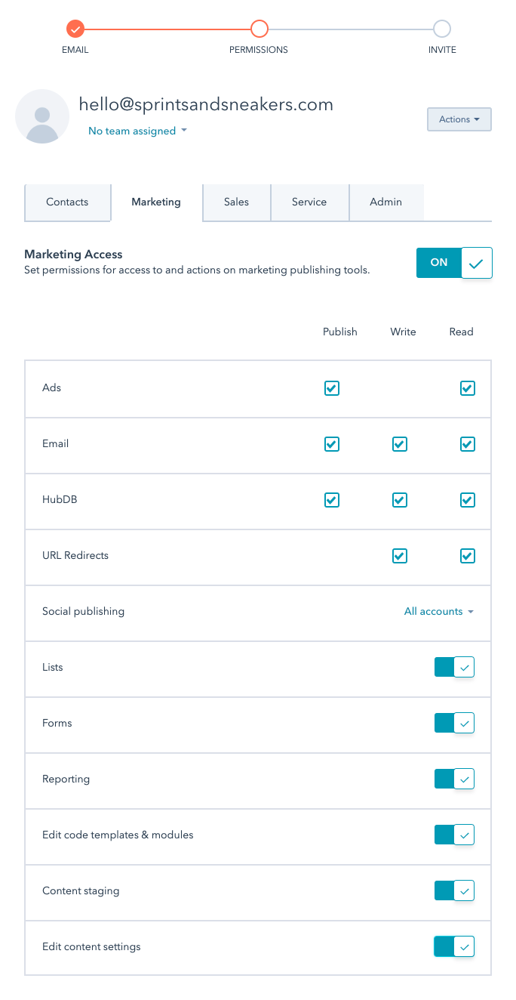 EMAIL PERMISSIONS INVITE
hello@sprintsandsneakers.com
No team assigned
Actions
Contacts Marketing Sales Service Admin
Marketing Access
Set permissions for access to and actions on marketing publishing tools.
ON
Publish Write Read
Ads
Email
HubDB
URL Redirects
Social publishing All accounts
Lists
Forms
Reporting
Edit code templates & modules
Content staging
Edit content settings